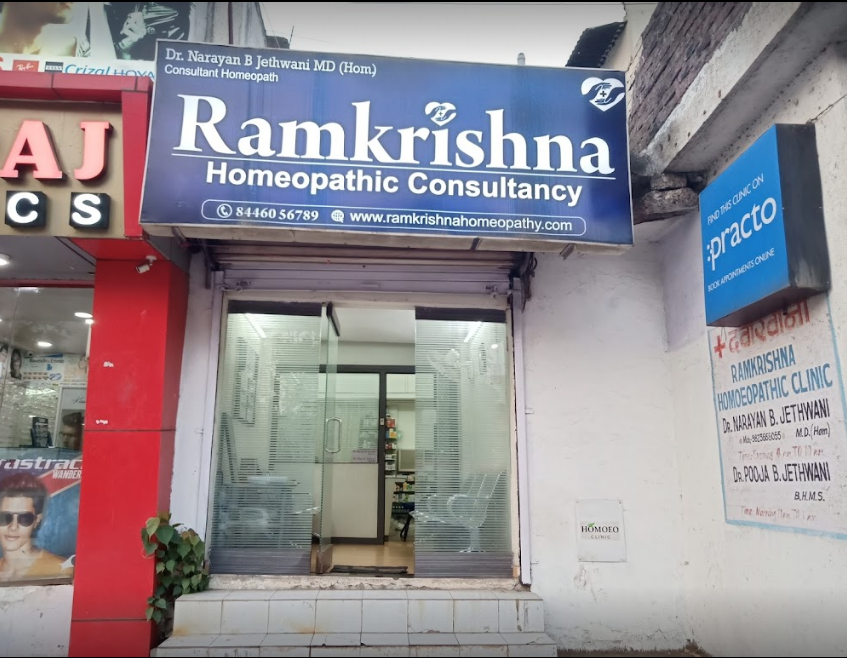 Crizal HOYA
AJ
CS
Dr. Narayan B Jethwani MD (Hom.)
Consultant Homeopath
Ramkrishna
Homeopathic Consultancy
8446056789 www.ramkrishnahomeopathy.com
FIND THIS CLINIC ON
:practo
BOOK APPOINTMENTS ONLINE
दवाखाना
RAMKRISHNA
HOMOEOPATHIC CLINIC
DR. NARAYAN B. JETHWANI
M.D. (Hom)
DR. POOJA B. JETHWANI
B.H.M.S.
HOMOEO
CLINIC